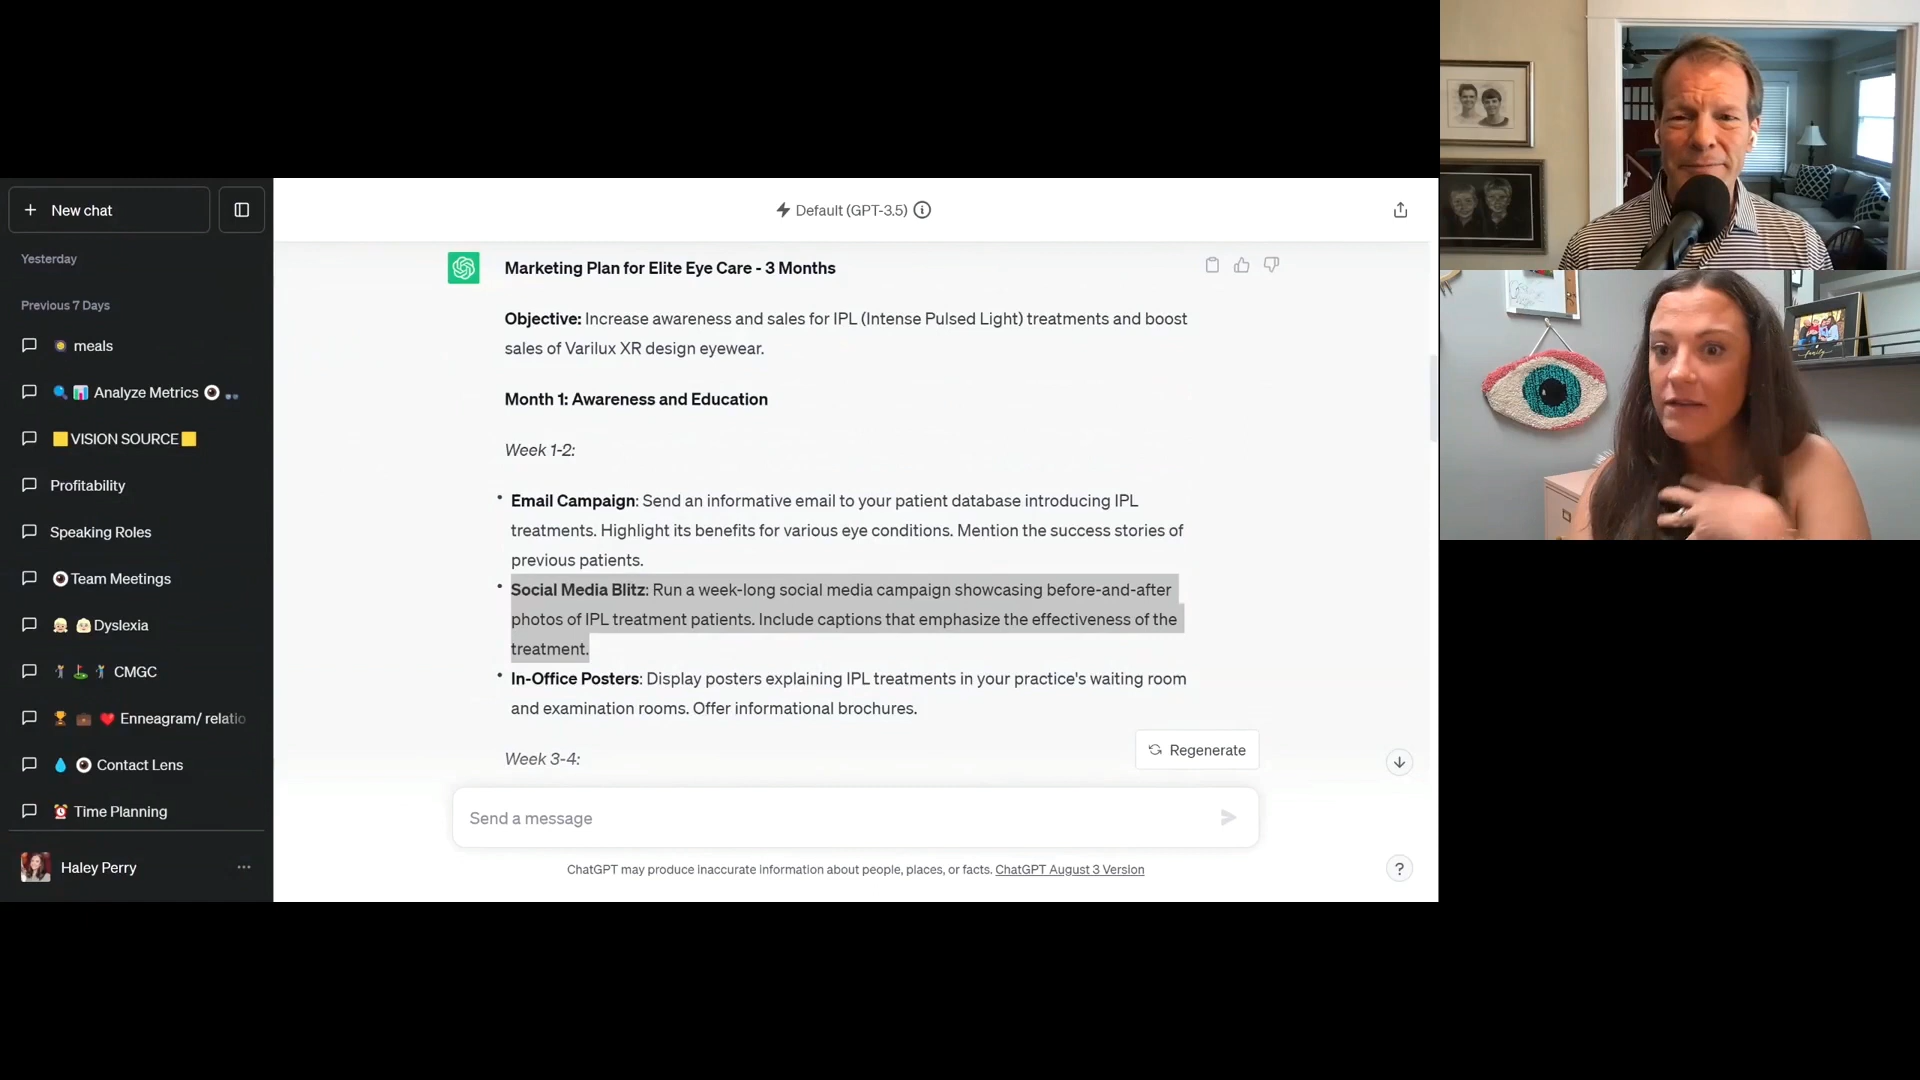 New chat
Yesterday
Previous 7 Days
meals
Analyze Metrics
VISION SOURCE
Profitability
Speaking Roles
Team Meetings
Dyslexia
CMGC
Enneagram/ relatio
Contact Lens
Time Planning
Haley Perry
Default (GPT-3.5)
Marketing Plan for Elite Eye Care - 3 Months
Objective: Increase awareness and sales for IPL (Intense Pulsed Light) treatments and boost
sales of Varilux XR design eyewear.
Month 1: Awareness and Education
Week 1-2:
• Email Campaign: Send an informative email to your patient database introducing IPL
treatments. Highlight its benefits for various eye conditions. Mention the success stories of
previous patients.
• Social Media Blitz: Run a week-long social media campaign showcasing before-and-after
photos of IPL treatment patients. Include captions that emphasize the effectiveness of the
treatment.
• In-Office Posters: Display posters explaining IPL treatments in your practice's waiting room
and examination rooms. Offer informational brochures.
Week 3-4:
Regenerate
Send a message
ChatGPT may produce inaccurate information about people, places, or facts. ChatGPT August 3 Version
?
family